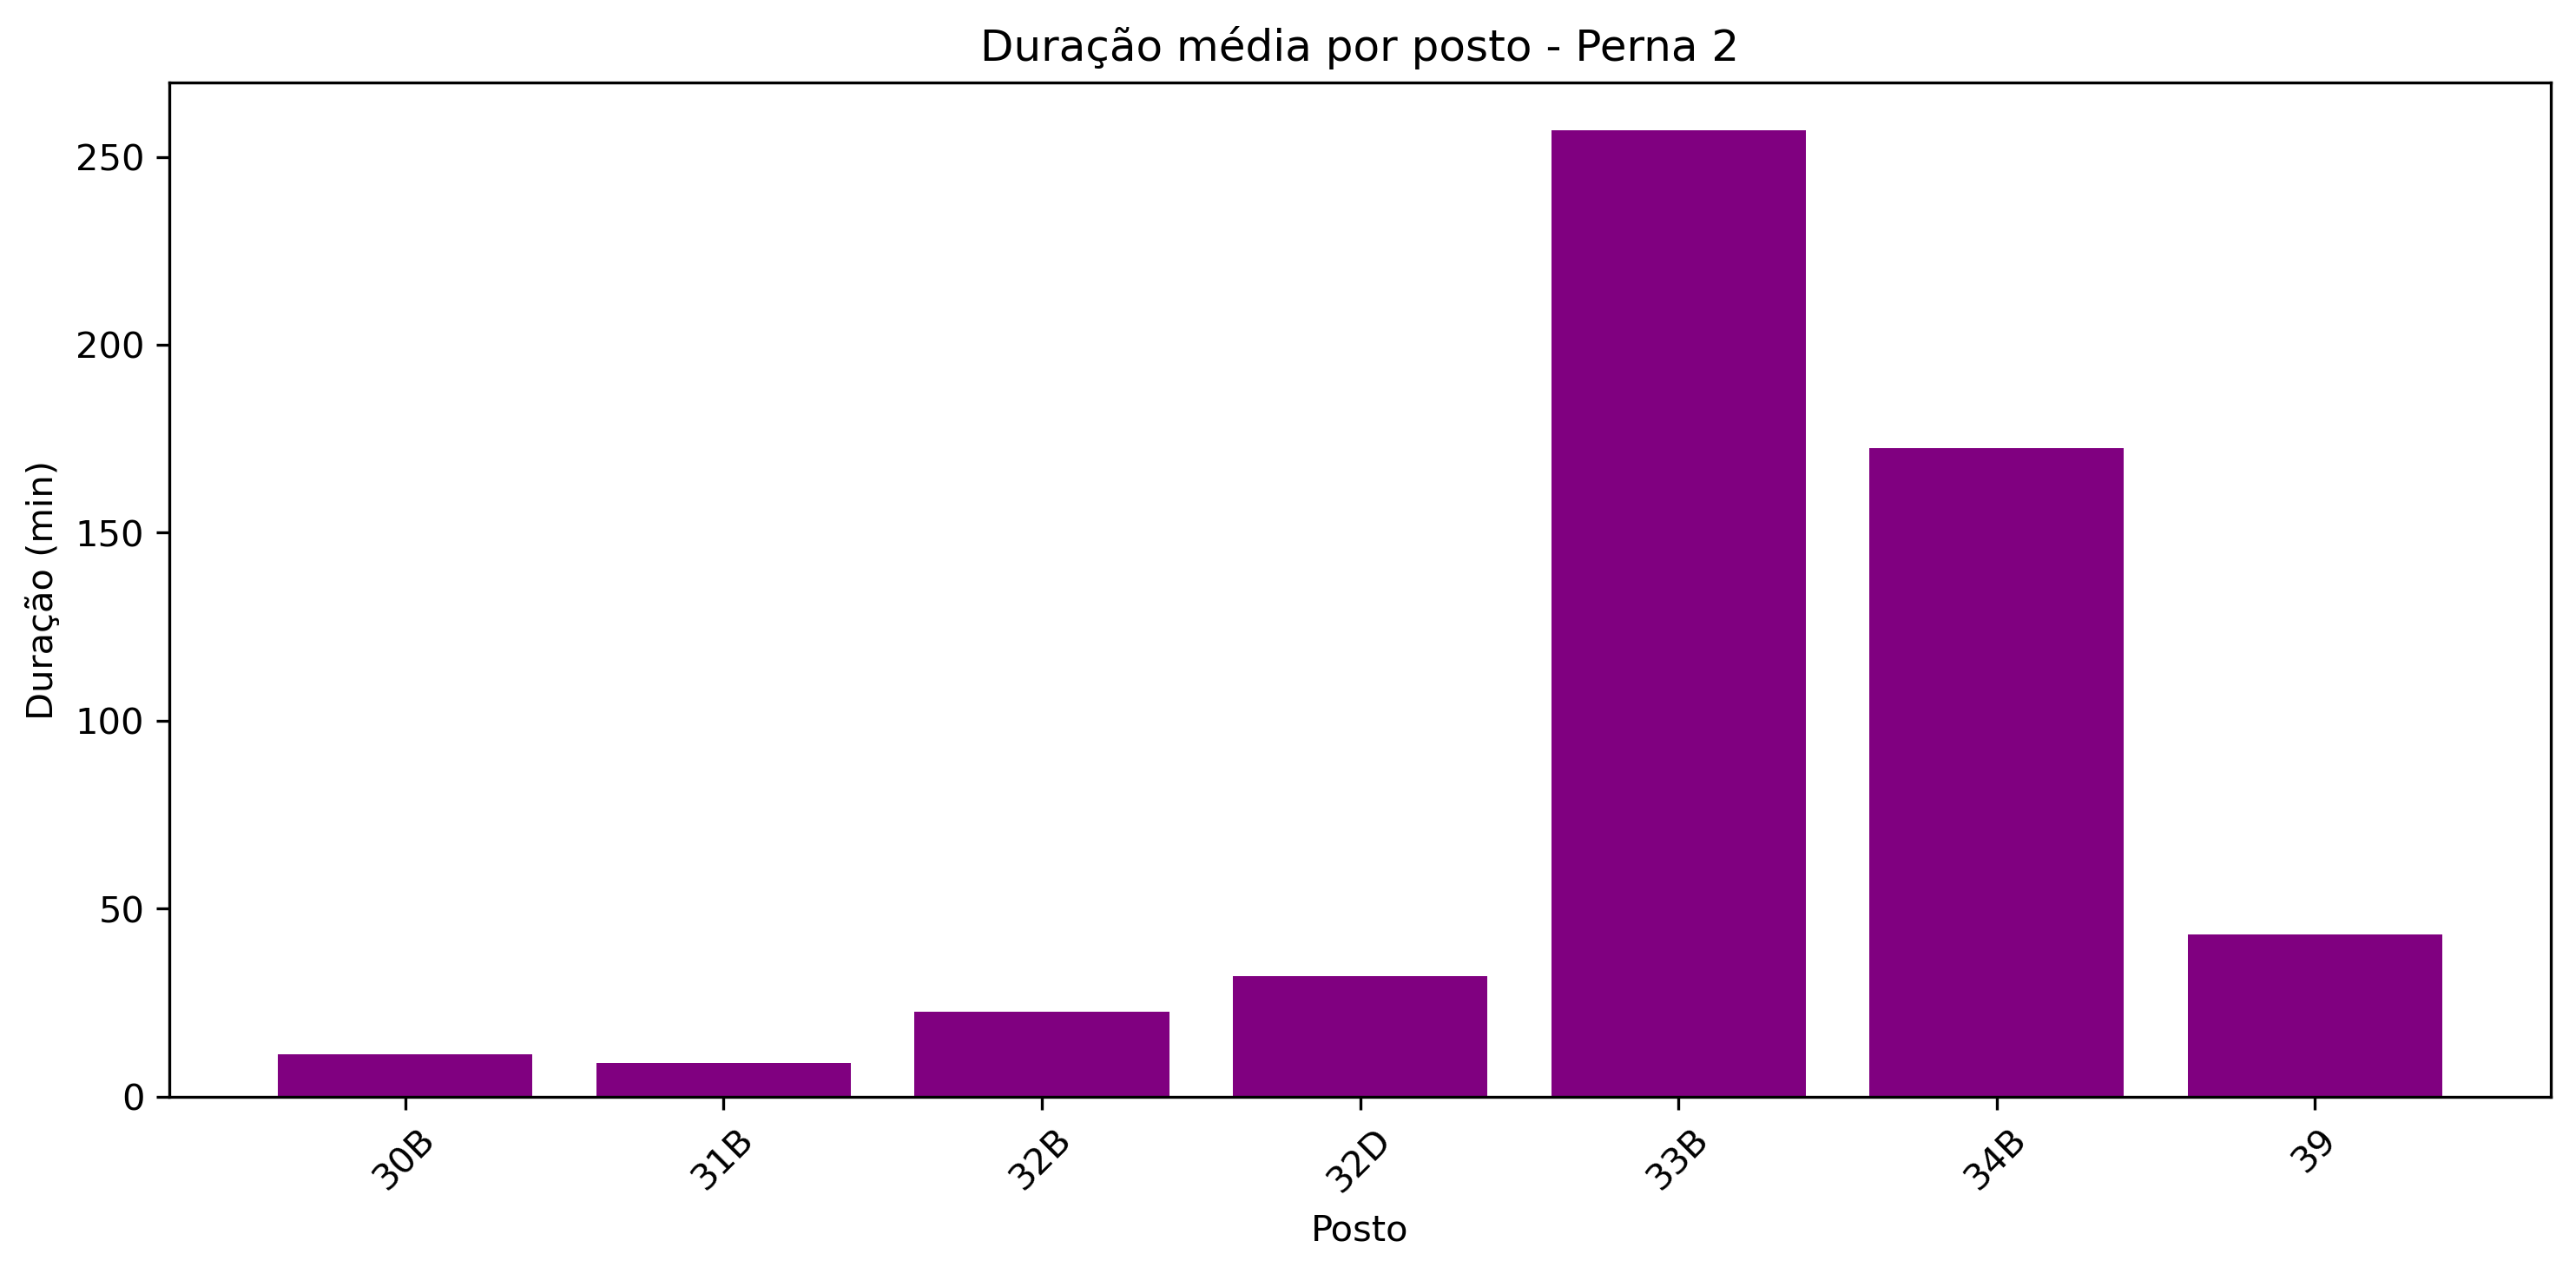 Duração média por posto - Perna 2
Duração (min)
250
200
150
100
50
0
30B
31B
32B
32D
33B
34B
39
Posto